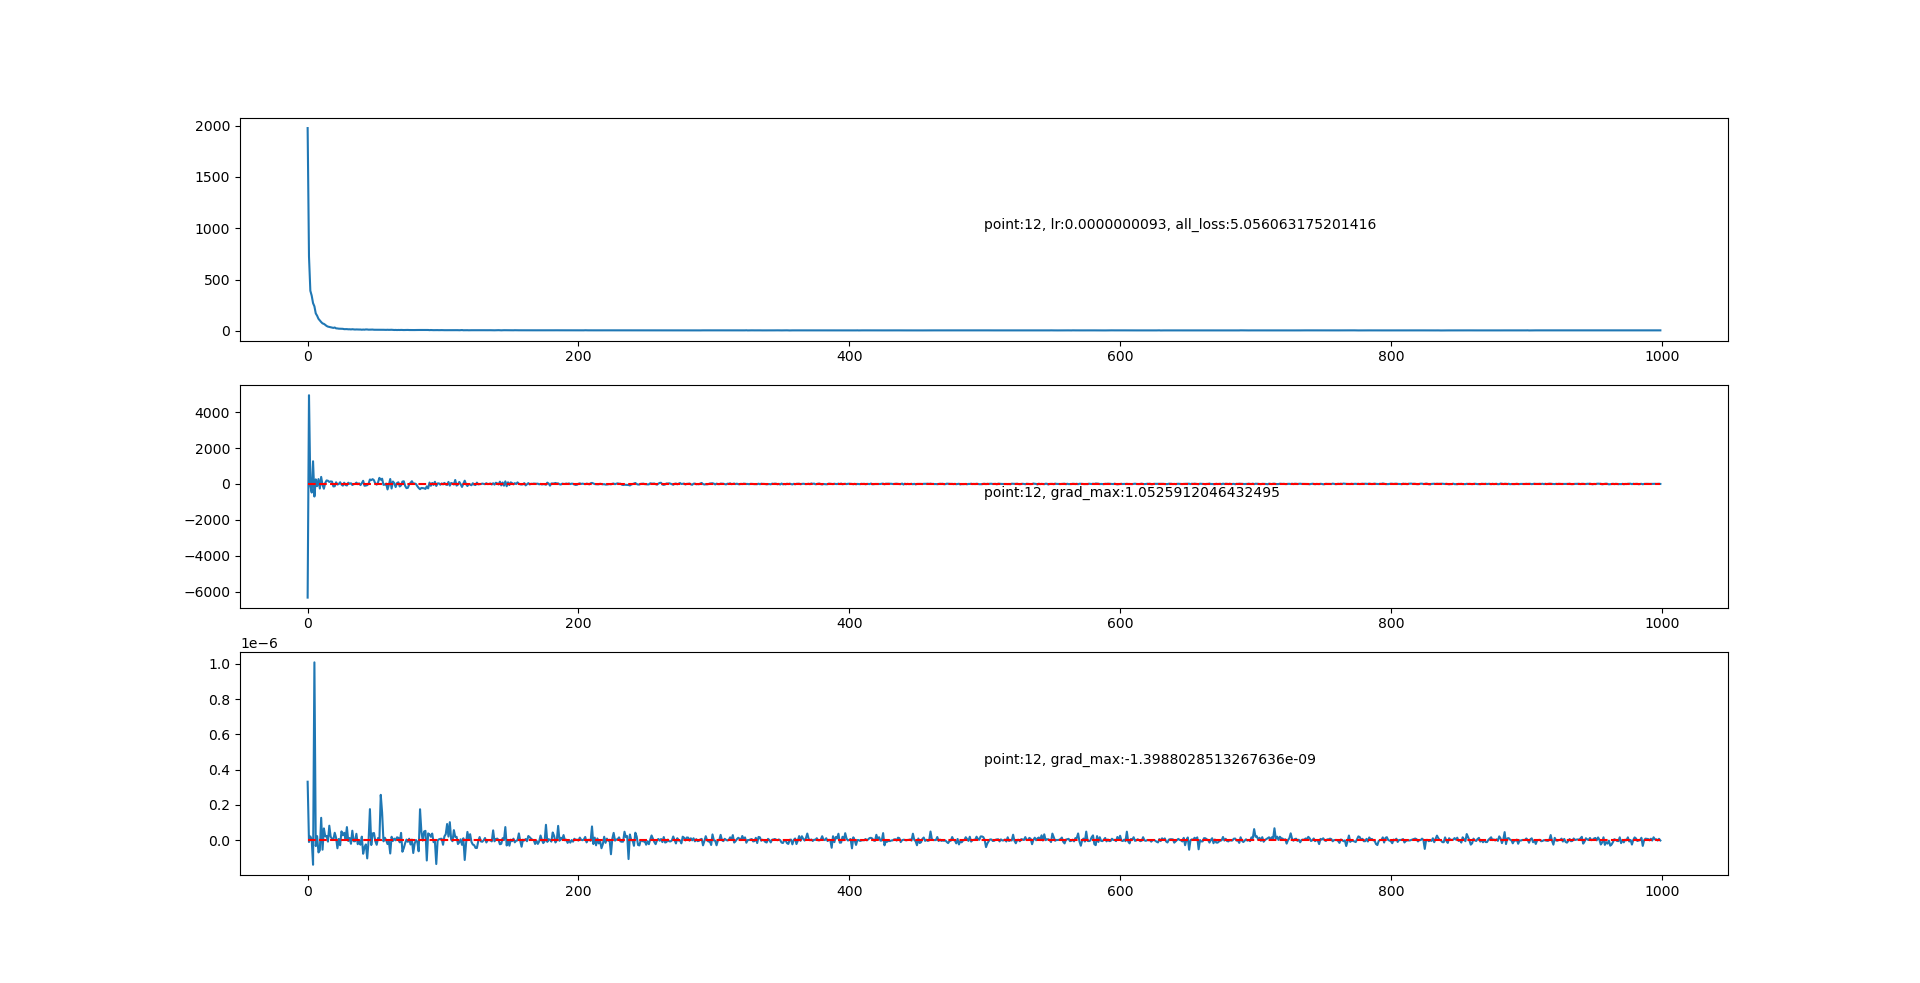 2000
1500
1000
500
0
point:12, lr:0.0000000093, all_loss:5.056063175201416
0 200 400 600 800 1000
4000
2000
0
−2000
−4000
−6000
point:12, grad_max:1.0525912046432495
0 200 400 600 800 1000
1e−6
1.0
0.8
0.6
0.4
0.2
0.0
point:12, grad_max:-1.3988028513267636e-09
0 200 400 600 800 1000